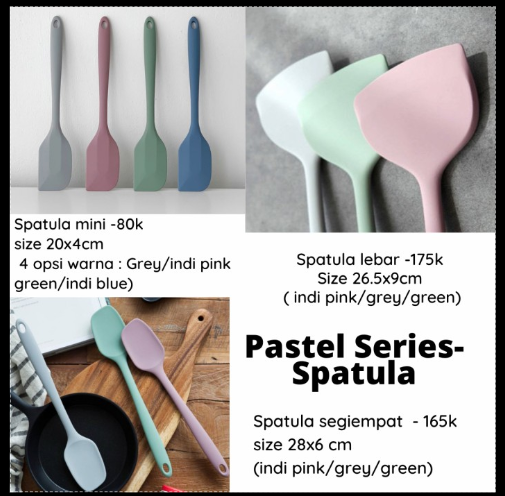 Spatula mini -80k
size 20x4cm
4 opsi warna : Grey/indi pink
green/indi blue)
Spatula lebar -175k
Size 26.5x9cm
( indi pink/grey/green)
Pastel Series-
Spatula
Spatula segiempat - 165k
size 28x6 cm
(indi pink/grey/green)